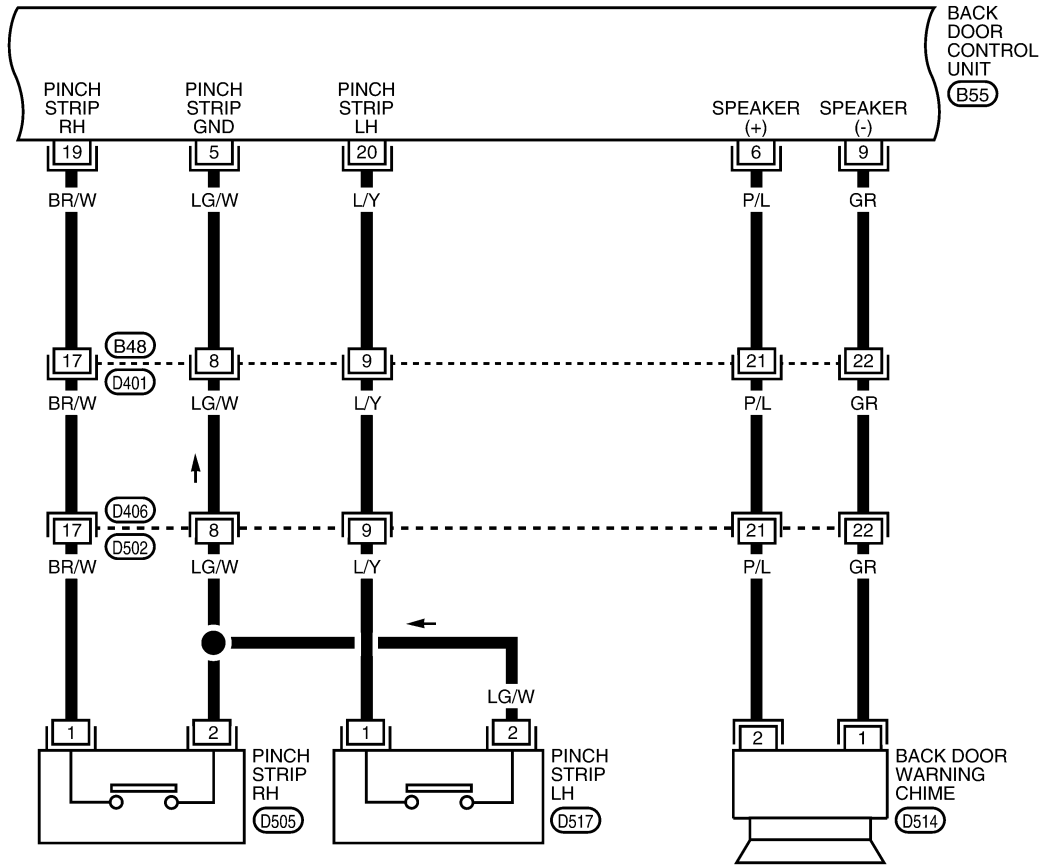 BACK
DOOR
CONTROL
UNIT
B55
PINCH
STRIP
RH
PINCH
STRIP
GND
PINCH
STRIP
LH
SPEAKER
(+)
SPEAKER
(-)
19 5 20 6 9
BR/W LG/W L/Y P/L GR
B48
17 8 9 21 22
D401
BR/W LG/W L/Y P/L GR
D406
17 8 9 21 22
D502
BR/W LG/W L/Y P/L GR
LG/W
1 2 1 2 2 1
PINCH
STRIP
RH
D505
PINCH
STRIP
LH
D517
BACK DOOR
WARNING
CHIME
D514